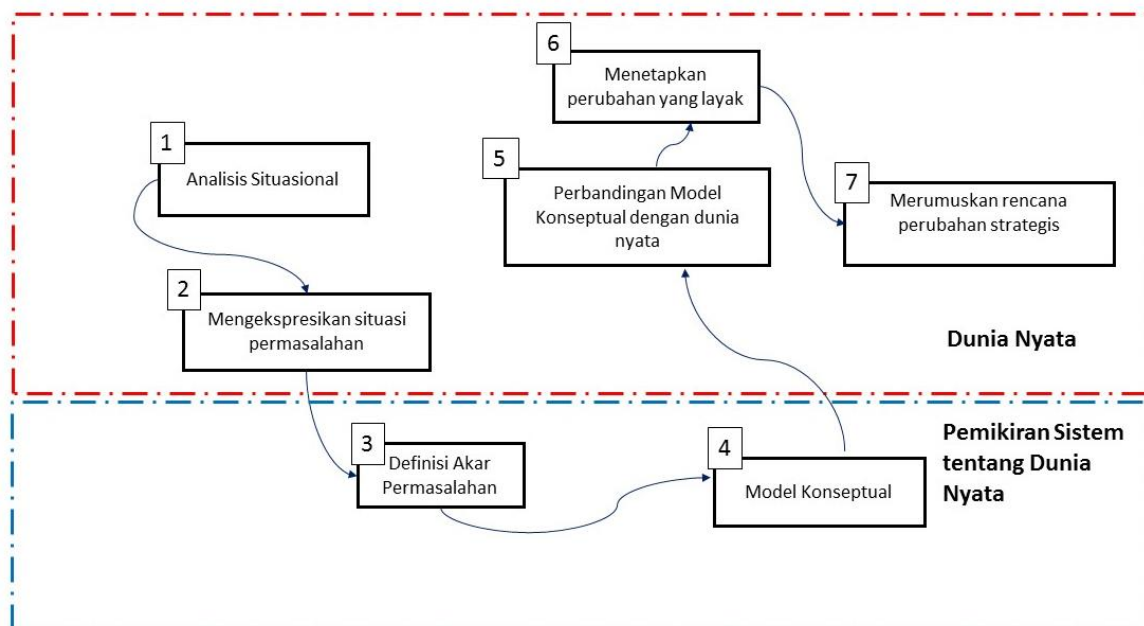 1
Analisis Situasional
2
Mengekspresikan situasi
permasalahan
3
Definisi Akar
Permasalahan
4
Model Konseptual
5
Perbandingan Model
Konseptual dengan dunia
nyata
6
Menetapkan
perubahan yang layak
7
Merumuskan rencana
perubahan strategis
Dunia Nyata
Pemikiran Sistem
tentang Dunia
Nyata